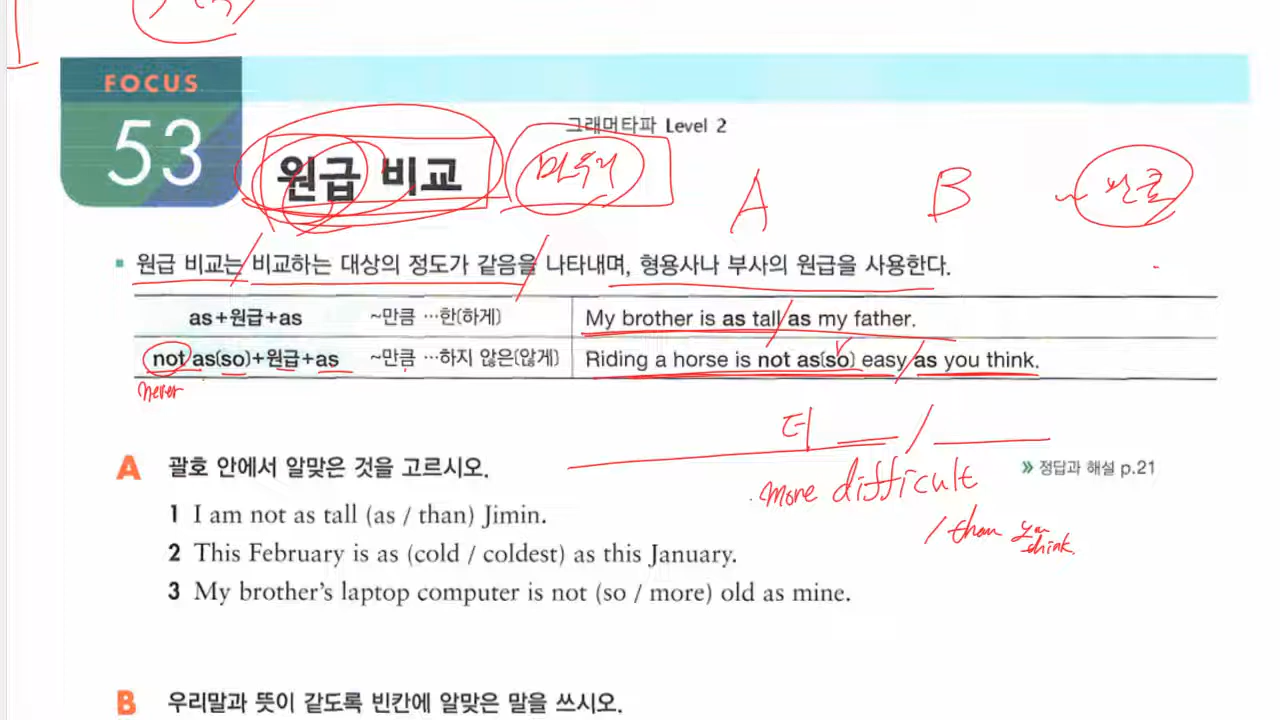 FOCUS
53
그래머타파 Level 2
원급 비교
A B ~만큼
원급 비교는 비교하는 대상의 정도가 같음을 나타내며, 형용사나 부사의 원급을 사용한다.
as+원급+as ~만큼 …한(하게) My brother is as tall as my father.
not as(so)+원급+as ~만큼 …하지 않은(않게) Riding a horse is not as(so) easy as you think.
never
더
more difficult
/ than you think.
A 괄호 안에서 알맞은 것을 고르시오.
» 정답과 해설 p.21
1 I am not as tall (as / than) Jimin.
2 This February is as (cold / coldest) as this January.
3 My brother's laptop computer is not (so / more) old as mine.
B 우리말과 뜻이 같도록 빈칸에 알맞은 말을 쓰시오.